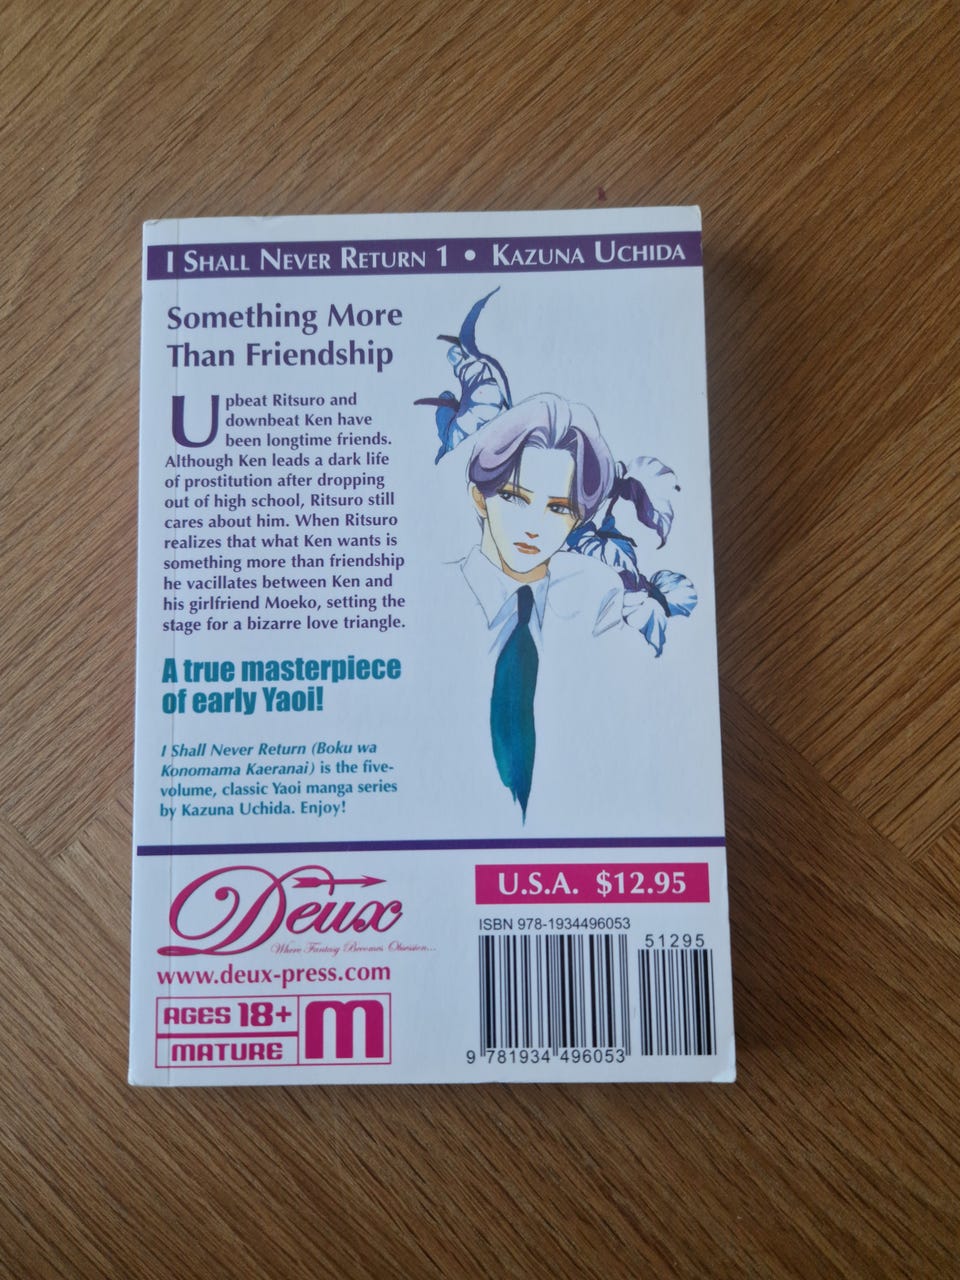 I SHALL NEVER RETURN 1 • KAZUNA UCHIDA
Something More
Than Friendship
Upbeat Ritsuro and
downbeat Ken have
been longtime friends.
Although Ken leads a dark life
of prostitution after dropping
out of high school, Ritsuro still
cares about him. When Ritsuro
realizes that what Ken wants is
something more than friendship
he vacillates between Ken and
his girlfriend Moeko, setting the
stage for a bizarre love triangle.
A true masterpiece
of early Yaoi!
I Shall Never Return (Boku wa
Konomama Kaeranai) is the five-
volume, classic Yaoi manga series
by Kazuna Uchida. Enjoy!
Deux
Where Fantasy Becomes Obsession...
www.deux-press.com
AGES 18+
MATURE
M
U.S.A. $12.95
ISBN 978-1934496053
51295
9 781934 496053